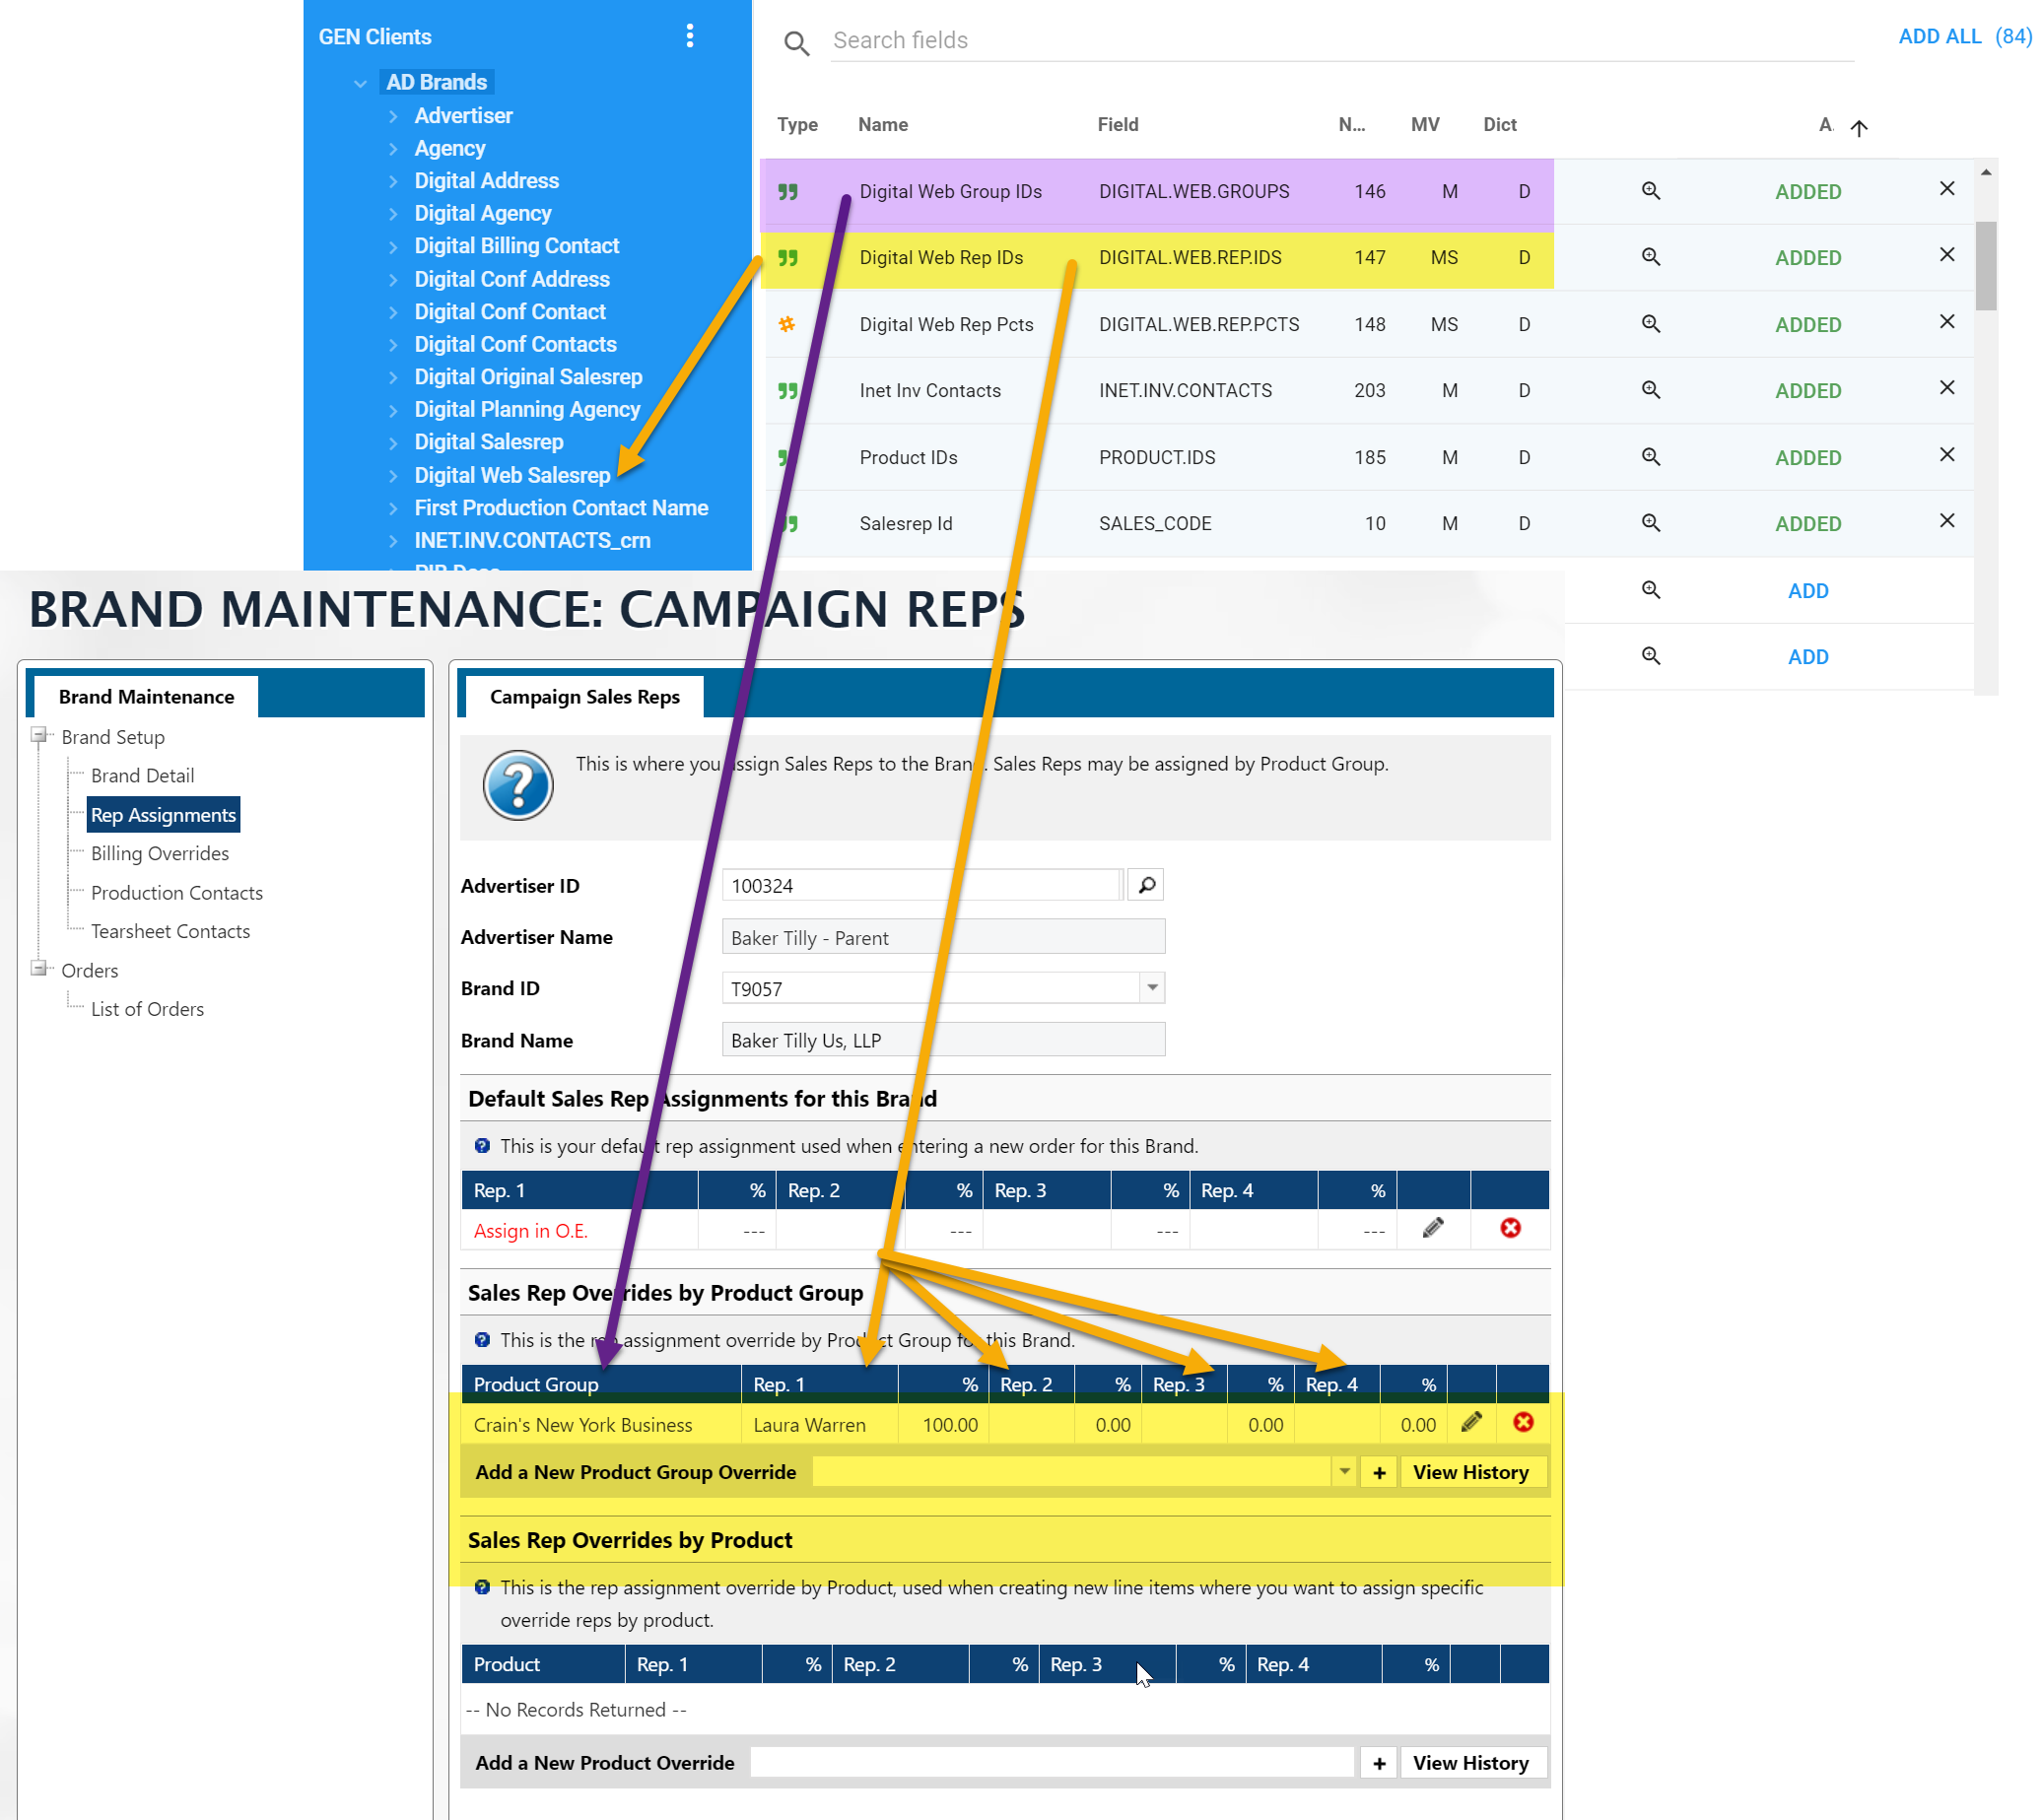 GEN Clients
AD Brands
Advertiser
Agency
Digital Address
Digital Agency
Digital Billing Contact
Digital Conf Address
Digital Conf Contact
Digital Conf Contacts
Digital Original Salesrep
Digital Planning Agency
Digital Salesrep
Digital Web Salesrep
First Production Contact Name
INET.INV.CONTACTS_crn
Search fields
ADD ALL (84)
Type Name Field N... MV Dict A.
Digital Web Group IDs DIGITAL.WEB.GROUPS 146 M D ADDED
Digital Web Rep IDs DIGITAL.WEB.REP.IDS 147 MS D ADDED
Digital Web Rep Pcts DIGITAL.WEB.REP.PCTS 148 MS D ADDED
Inet Inv Contacts INET.INV.CONTACTS 203 M D ADDED
Product IDs PRODUCT.IDS 185 M D ADDED
Salesrep Id SALES_CODE 10 M D ADDED
ADD
ADD
BRAND MAINTENANCE: CAMPAIGN REPS
Brand Maintenance
Brand Setup
Brand Detail
Rep Assignments
Billing Overrides
Production Contacts
Tearsheet Contacts
Orders
List of Orders
Campaign Sales Reps
This is where you assign Sales Reps to the Brand. Sales Reps may be assigned by Product Group.
Advertiser ID 100324
Advertiser Name Baker Tilly - Parent
Brand ID T9057
Brand Name Baker Tilly Us, LLP
Default Sales Rep Assignments for this Brand
This is your default rep assignment used when entering a new order for this Brand.
Rep. 1 % Rep. 2 % Rep. 3 % Rep. 4 %
Assign in O.E. --- --- --- ---
Sales Rep Overrides by Product Group
This is the rep assignment override by Product Group for this Brand.
Product Group Rep. 1 % Rep. 2 % Rep. 3 % Rep. 4 %
Crain's New York Business Laura Warren 100.00 0.00 0.00 0.00
Add a New Product Group Override + View History
Sales Rep Overrides by Product
This is the rep assignment override by Product, used when creating new line items where you want to assign specific
override reps by product.
Product Rep. 1 % Rep. 2 % Rep. 3 % Rep. 4 %
-- No Records Returned --
Add a New Product Override + View History